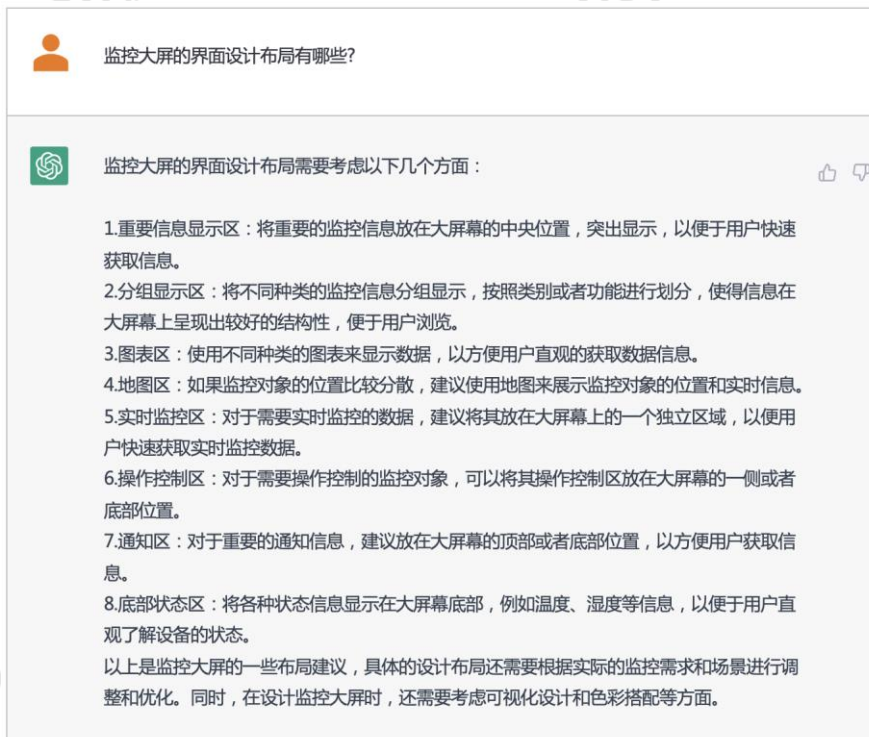 监控大屏的界面设计布局有哪些?
监控大屏的界面设计布局需要考虑以下几个方面：
1.重要信息显示区：将重要的监控信息放在大屏幕的中央位置，突出显示，以便于用户快速
获取信息。
2.分组显示区：将不同种类的监控信息分组显示，按照类别或者功能进行划分，使得信息在
大屏幕上呈现出较好的结构性，便于用户浏览。
3.图表区：使用不同种类的图表来显示数据，以方便用户直观的获取数据信息。
4.地图区：如果监控对象的位置比较分散，建议使用地图来展示监控对象的位置和实时信息。
5.实时监控区：对于需要实时监控的数据，建议将其放在大屏幕上的一个独立区域，以便用
户快速获取实时监控数据。
6.操作控制区：对于需要操作控制的监控对象，可以将其操作控制区放在大屏幕的一侧或者
底部位置。
7.通知区：对于重要的通知信息，建议放在大屏幕的顶部或者底部位置，以方便用户获取信
息。
8.底部状态区：将各种状态信息显示在大屏幕底部，例如温度、湿度等信息，以便于用户直
观了解设备的状态。
以上是监控大屏的一些布局建议，具体的设计布局还需要根据实际的监控需求和场景进行调
整和优化。同时，在设计监控大屏时，还需要考虑可视化设计和色彩搭配等方面。